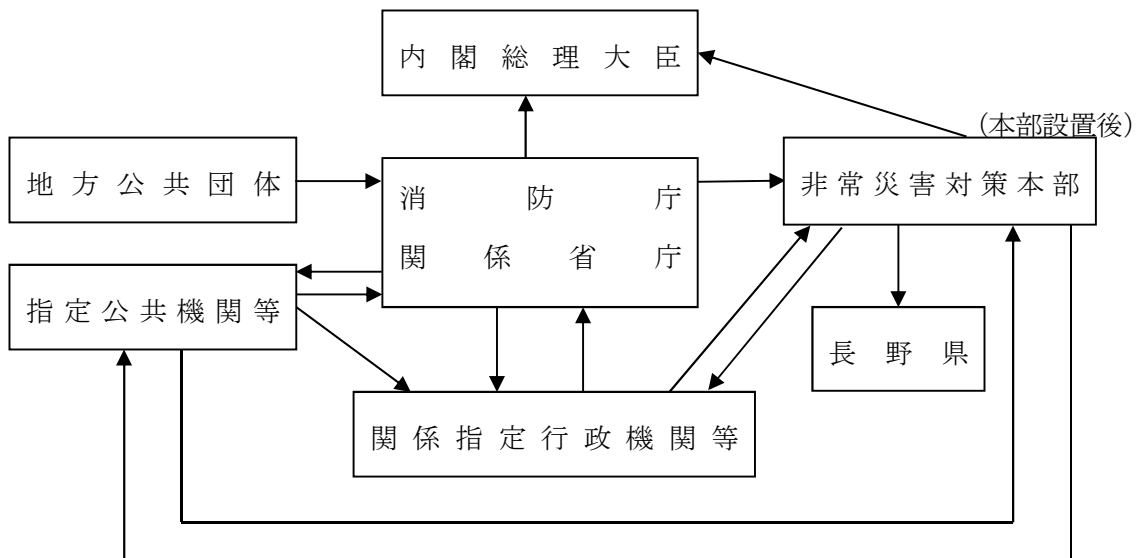 内閣総理大臣
(本部設置後)
地方公共団体
消防庁
関係省庁
非常災害対策本部
指定公共機関等
長野県
関係指定行政機関等